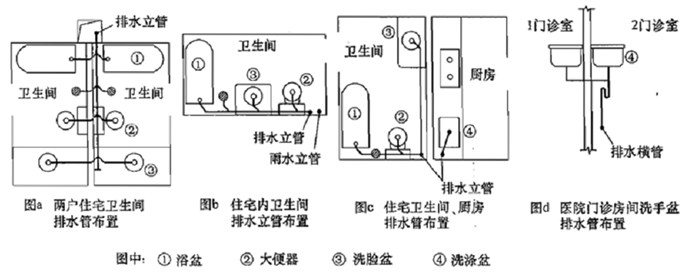 排水立管
①
卫生间
卫生间
②
③
图a 两户住宅卫生间
排水管布置
卫生间
①
③
②
排水立管
雨水立管
图b 住宅内卫生间
排水立管布置
③
卫生间
厨房
①
②
④
排水立管
图c 住宅卫生间、厨房
排水管布置
1门诊室
2门诊室
④
排水横管
图d 医院门诊房间洗手盆
排水管布置
图中: ① 浴盆 ② 大便器 ③ 洗脸盆 ④ 洗涤盆